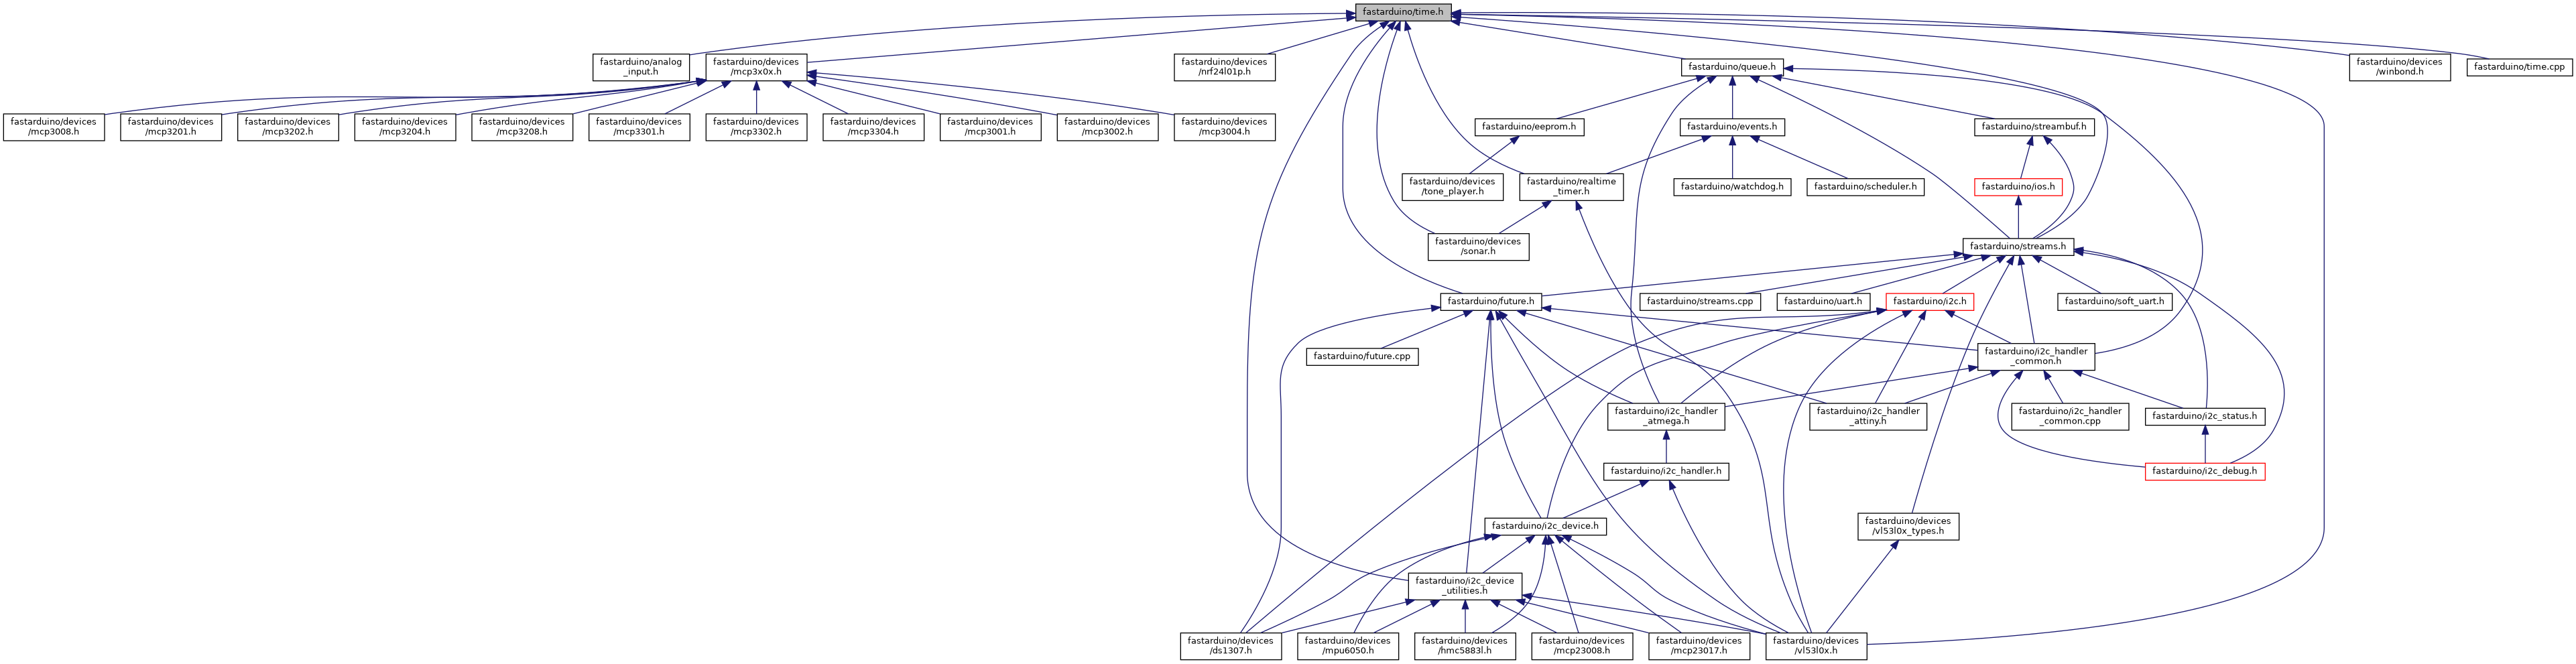 fastarduino/time.h
fastarduino/analog
_input.h
fastarduino/devices
/mcp3x0x.h
fastarduino/devices
/nrf24l01p.h
fastarduino/queue.h
fastarduino/devices
/winbond.h
fastarduino/time.cpp
fastarduino/devices
/mcp3008.h
fastarduino/devices
/mcp3201.h
fastarduino/devices
/mcp3202.h
fastarduino/devices
/mcp3204.h
fastarduino/devices
/mcp3208.h
fastarduino/devices
/mcp3301.h
fastarduino/devices
/mcp3302.h
fastarduino/devices
/mcp3304.h
fastarduino/devices
/mcp3001.h
fastarduino/devices
/mcp3002.h
fastarduino/devices
/mcp3004.h
fastarduino/eeprom.h
fastarduino/events.h
fastarduino/streambuf.h
fastarduino/devices
/tone_player.h
fastarduino/realtime
_timer.h
fastarduino/watchdog.h
fastarduino/scheduler.h
fastarduino/ios.h
fastarduino/devices
/sonar.h
fastarduino/streams.h
fastarduino/future.h
fastarduino/streams.cpp
fastarduino/uart.h
fastarduino/i2c.h
fastarduino/soft_uart.h
fastarduino/future.cpp
fastarduino/i2c_handler
_common.h
fastarduino/i2c_handler
_atmega.h
fastarduino/i2c_handler
_attiny.h
fastarduino/i2c_handler
_common.cpp
fastarduino/i2c_status.h
fastarduino/i2c_handler.h
fastarduino/i2c_debug.h
fastarduino/i2c_device.h
fastarduino/devices
/vl53l0x_types.h
fastarduino/i2c_device
_utilities.h
fastarduino/devices
/ds1307.h
fastarduino/devices
/mpu6050.h
fastarduino/devices
/hmc5883l.h
fastarduino/devices
/mcp23008.h
fastarduino/devices
/mcp23017.h
fastarduino/devices
/vl53l0x.h